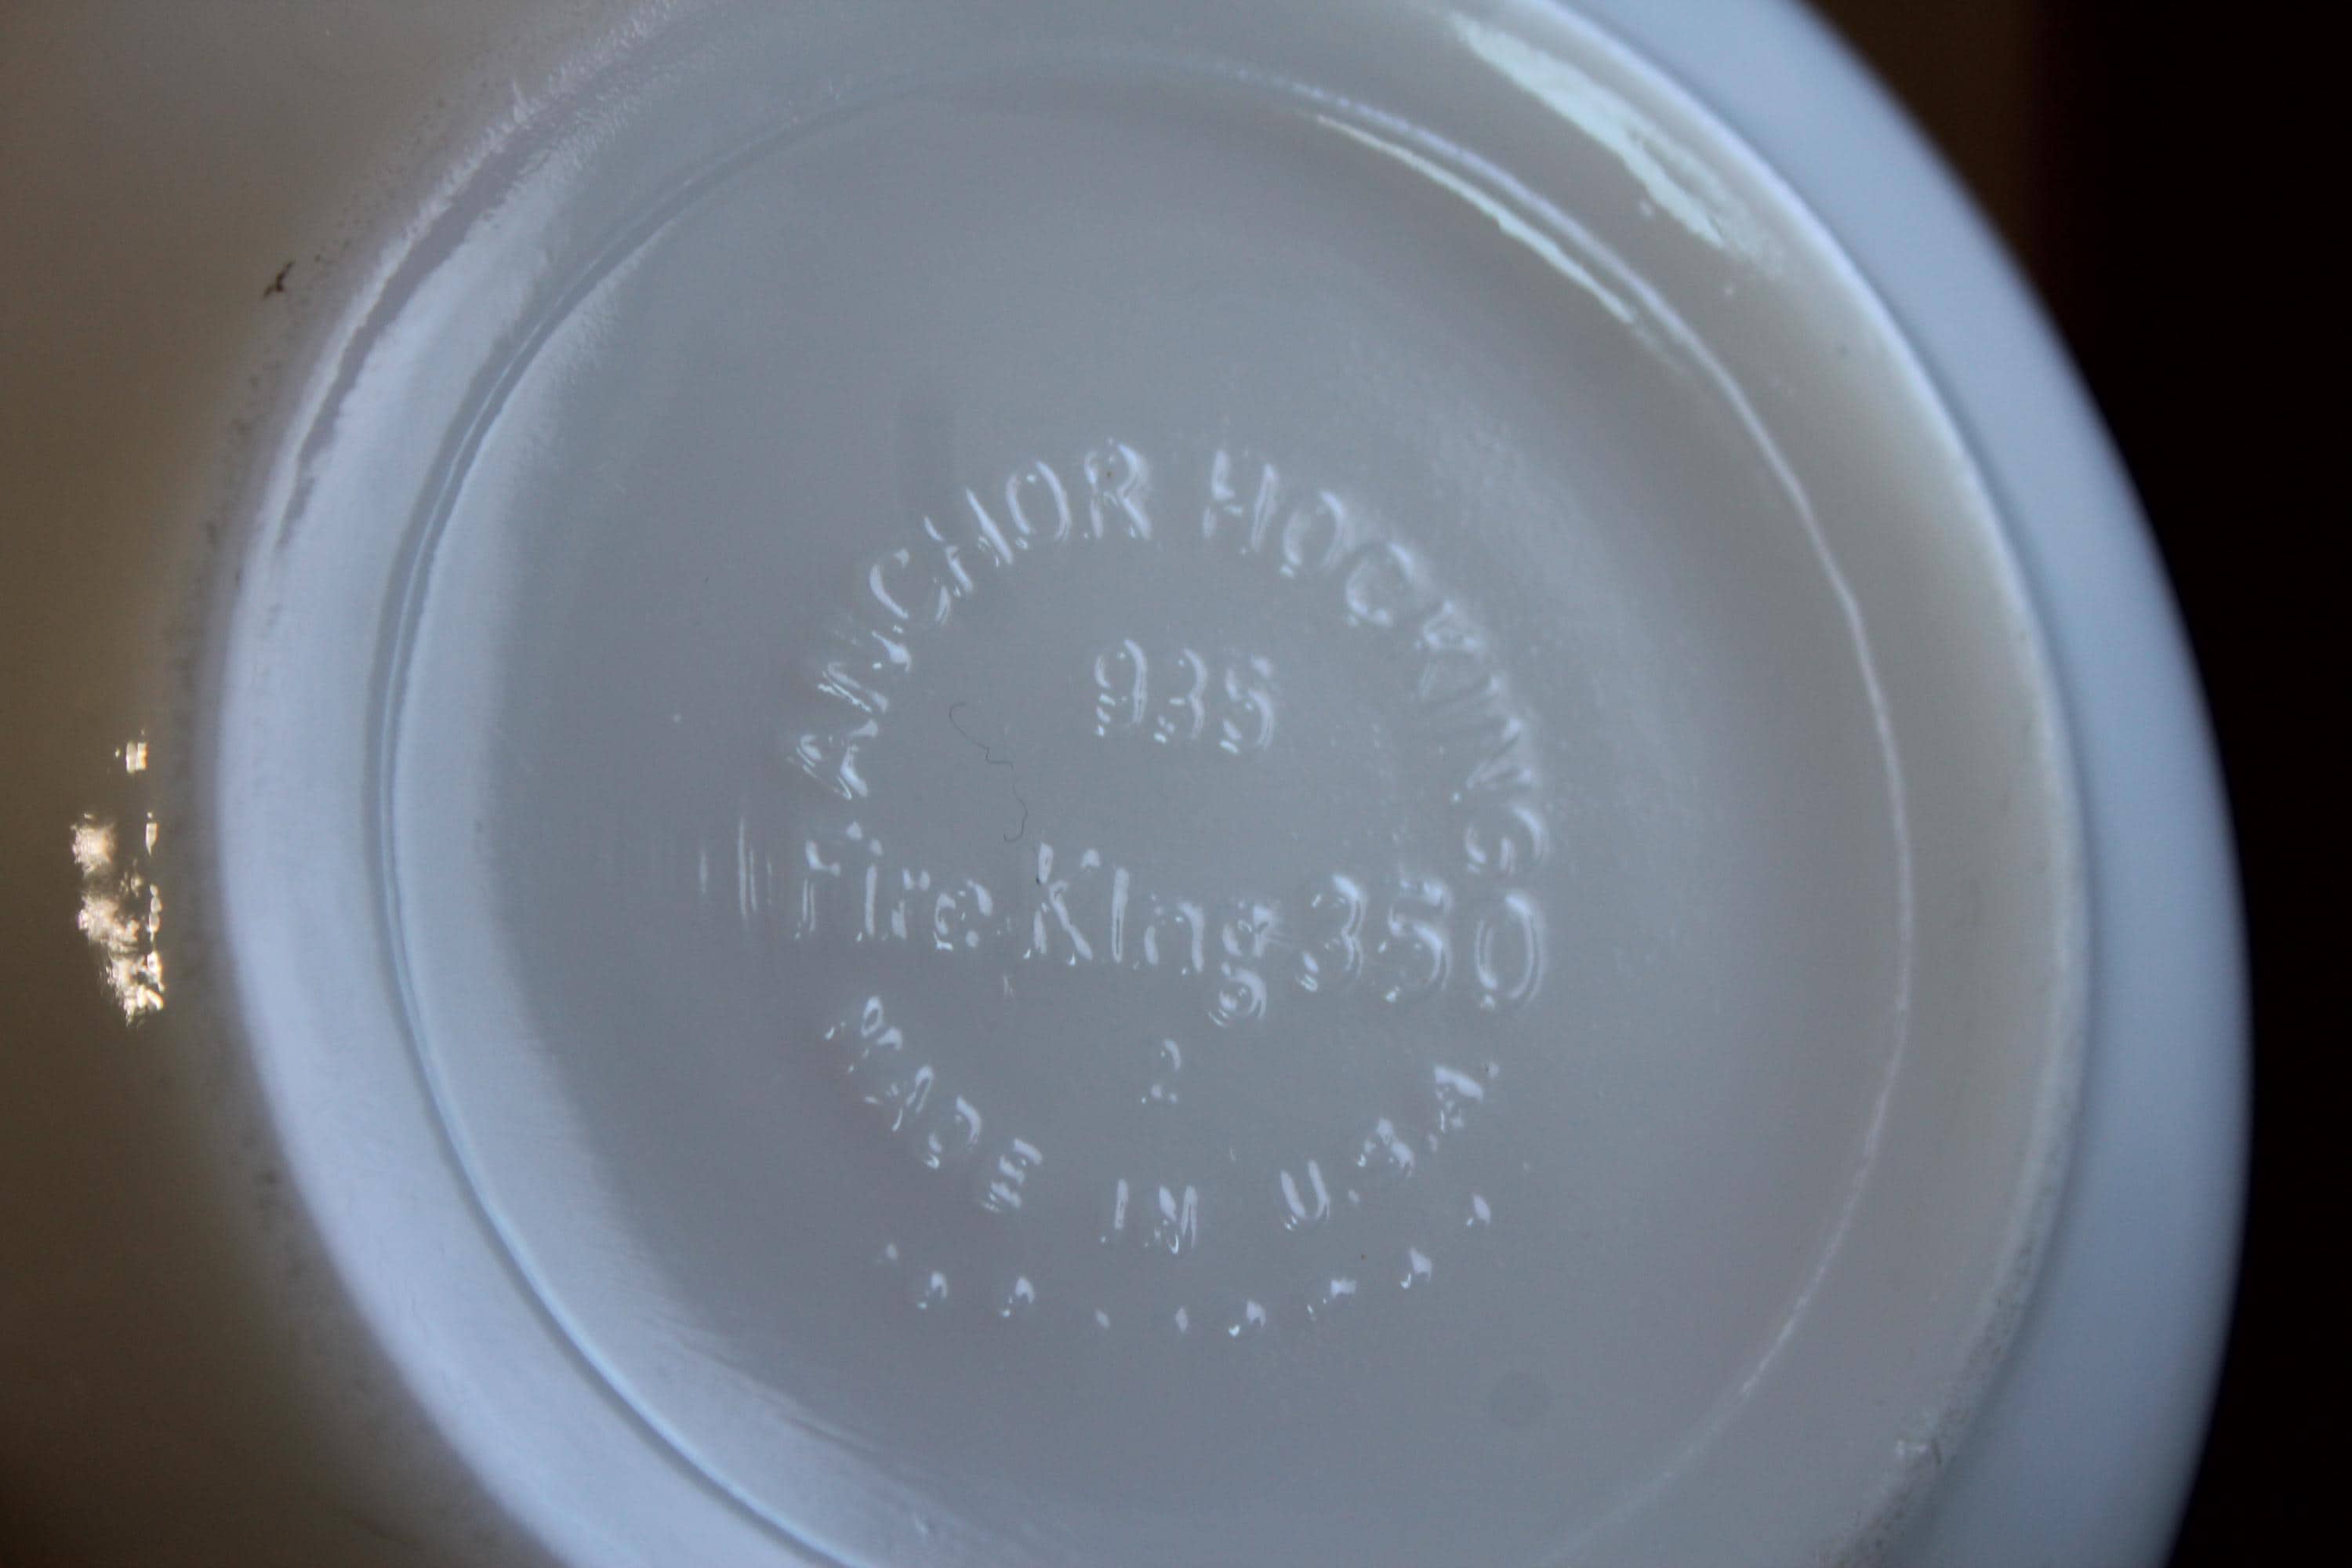 ANCHOR HOCKING
935
Fire-King 350
2
MADE IN U.S.A.